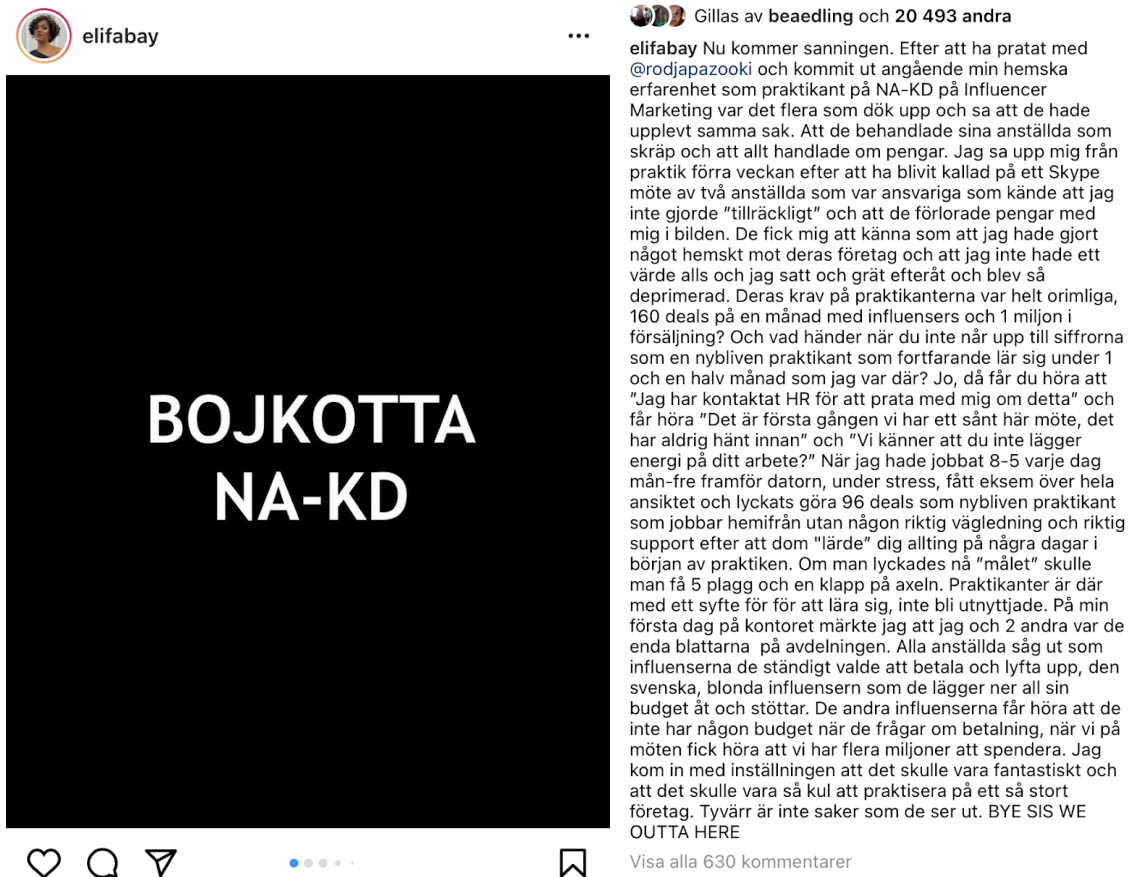 elifabay
BOJKOTTA
NA-KD
Gillas av beaedling och 20 493 andra
elifabay Nu kommer sanningen. Efter att ha pratat med
@rodjapazooki och kommit ut angående min hemska
erfarenhet som praktikant på NA-KD på Influencer
Marketing var det flera som dök upp och sa att de hade
upplevt samma sak. Att de behandlade sina anställda som
skräp och att allt handlade om pengar. Jag sa upp mig från
praktik förra veckan efter att ha blivit kallad på ett Skype
möte av två anställda som var ansvariga som kände att jag
inte gjorde ”tillräckligt” och att de förlorade pengar med
mig i bilden. De fick mig att känna som att jag hade gjort
något hemskt mot deras företag och att jag inte hade ett
värde alls och jag satt och grät efteråt och blev så
deprimerad. Deras krav på praktikanterna var helt orimliga,
160 deals på en månad med influensers och 1 miljon i
försäljning? Och vad händer när du inte når upp till siffrorna
som en nybliven praktikant som fortfarande lär sig under 1
och en halv månad som jag var där? Jo, då får du höra att
”Jag har kontaktat HR för att prata med mig om detta” och
får höra ”Det är första gången vi har ett sånt här möte, det
har aldrig hänt innan” och ”Vi känner att du inte lägger
energi på ditt arbete?” När jag hade jobbat 8-5 varje dag
mån-fre framför datorn, under stress, fått eksem över hela
ansiktet och lyckats göra 96 deals som nybliven praktikant
som jobbar hemifrån utan någon riktig vägledning och riktig
support efter att dom "lärde” dig allting på några dagar i
början av praktiken. Om man lyckades nå ”målet” skulle
man få 5 plagg och en klapp på axeln. Praktikanter är där
med ett syfte för för att lära sig, inte bli utnyttjade. På min
första dag på kontoret märkte jag att jag och 2 andra var de
enda blattarna  på avdelningen. Alla anställda såg ut som
influenserna de ständigt valde att betala och lyfta upp, den
svenska, blonda influensern som de lägger ner all sin
budget åt och stöttar. De andra influenserna får höra att de
inte har någon budget när de frågar om betalning, när vi på
möten fick höra att vi har flera miljoner att spendera. Jag
kom in med inställningen att det skulle vara fantastiskt och
att det skulle vara så kul att praktisera på ett så stort
företag. Tyvärr är inte saker som de ser ut. BYE SIS WE
OUTTA HERE
Visa alla 630 kommentarer